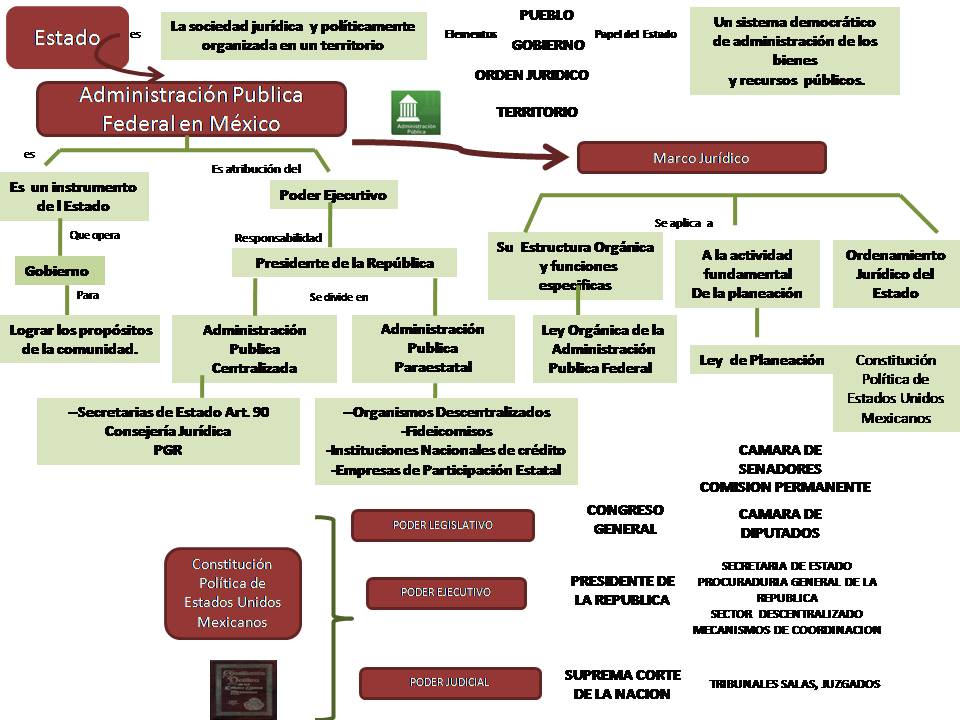 Estado
es
La sociedad jurídica y políticamente
organizada en un territorio
Elementos
PUEBLO
GOBIERNO
ORDEN JURIDICO
TERRITORIO
Papel del Estado
Un sistema democrático
de administración de los
bienes
y recursos públicos.
Administración Publica
Federal en México
Administración
Pública
Marco Jurídico
es
Es atribución del
Es un instrumento
de l Estado
Poder Ejecutivo
Se aplica a
Que opera
Responsabilidad
Gobierno
Presidente de la República
Su Estructura Orgánica
y funciones
especificas
A la actividad
fundamental
De la planeación
Ordenamiento
Jurídico del
Estado
Para
Se divide en
Lograr los propósitos
de la comunidad.
Administración
Publica
Centralizada
Administración
Publica
Paraestatal
Ley Orgánica de la
Administración
Publica Federal
Ley de Planeación
Constitución
Política de
Estados Unidos
Mexicanos
–Secretarias de Estado Art. 90
Consejería Jurídica
PGR
–Organismos Descentralizados
-Fideicomisos
-Instituciones Nacionales de crédito
-Empresas de Participación Estatal
CAMARA DE
SENADORES
COMISION PERMANENTE
PODER LEGISLATIVO
CONGRESO
GENERAL
CAMARA DE
DIPUTADOS
Constitución
Política de
Estados Unidos
Mexicanos
PODER EJECUTIVO
PRESIDENTE DE
LA REPUBLICA
SECRETARIA DE ESTADO
PROCURADURIA GENERAL DE LA
REPUBLICA
SECTOR DESCENTRALIZADO
MECANISMOS DE COORDINACION
PODER JUDICIAL
SUPREMA CORTE
DE LA NACION
TRIBUNALES SALAS, JUZGADOS